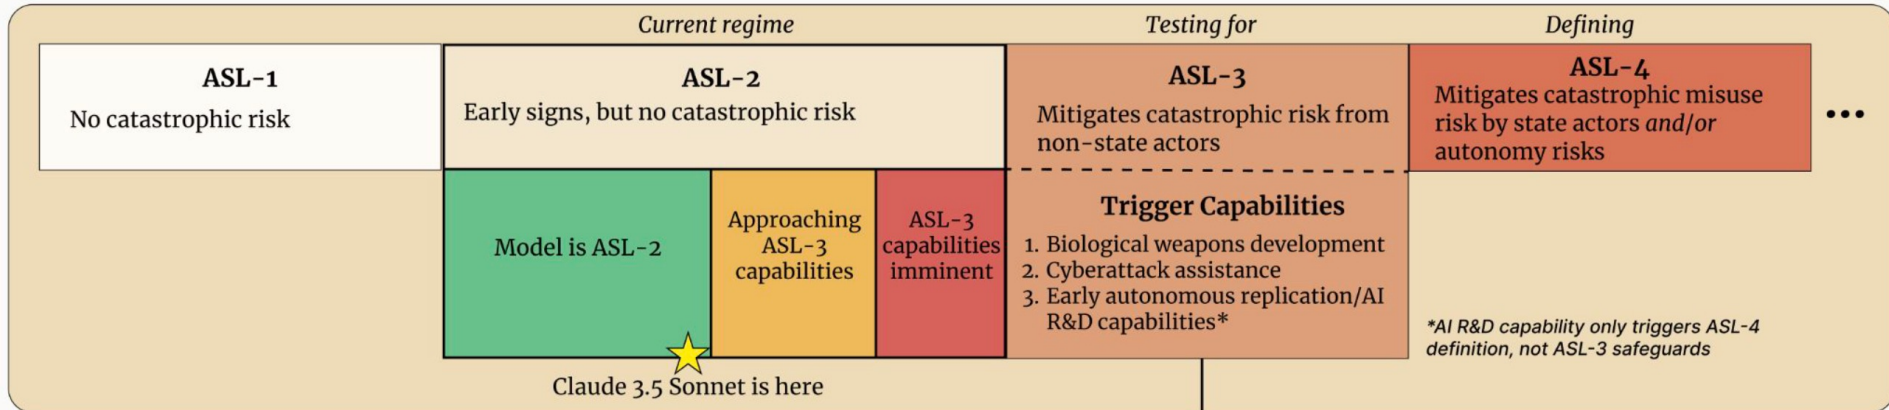 Current regime
Testing for
Defining
ASL-1
No catastrophic risk
ASL-2
Early signs, but no catastrophic risk
ASL-3
Mitigates catastrophic risk from
non-state actors
ASL-4
Mitigates catastrophic misuse
risk by state actors and/or
autonomy risks
...
Model is ASL-2
Approaching
ASL-3
capabilities
ASL-3
capabilities
imminent
Trigger Capabilities
1. Biological weapons development
2. Cyberattack assistance
3. Early autonomous replication/AI
R&D capabilities*
*AI R&D capability only triggers ASL-4
definition, not ASL-3 safeguards
Claude 3.5 Sonnet is here